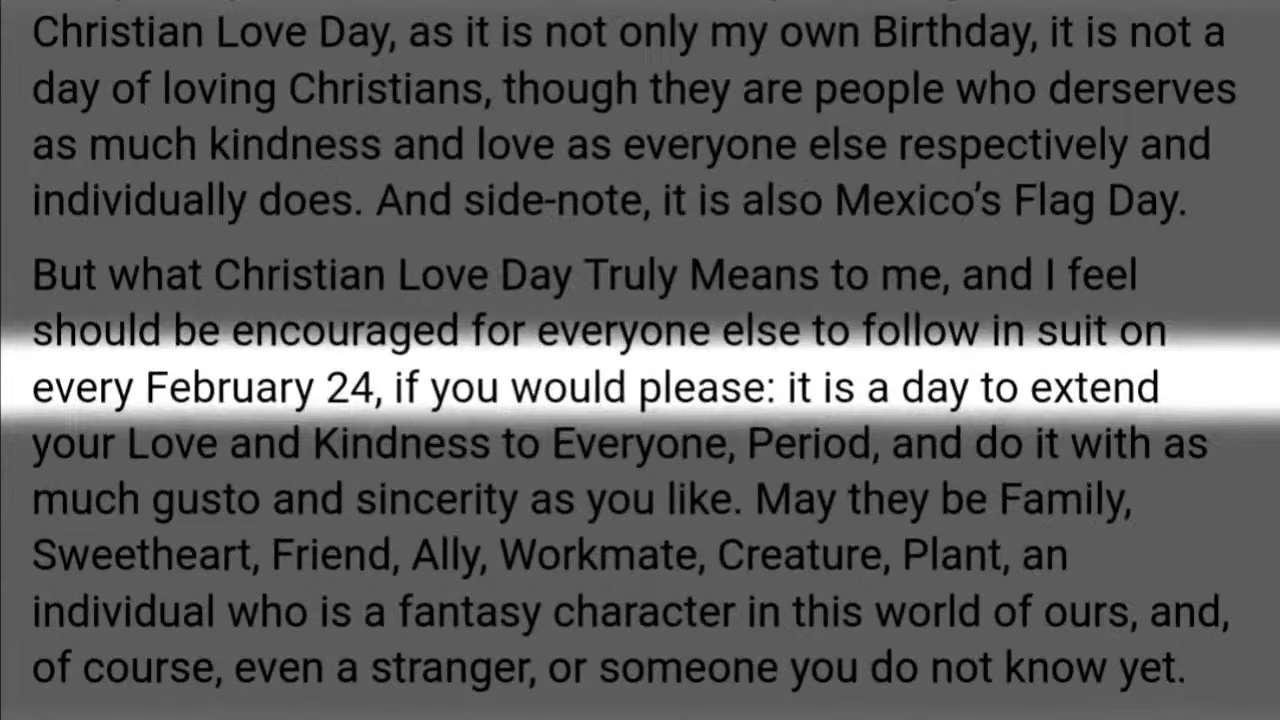 Christian Love Day, as it is not only my own Birthday, it is not a
day of loving Christians, though they are people who derserves
as much kindness and love as everyone else respectively and
individually does. And side-note, it is also Mexico’s Flag Day.
But what Christian Love Day Truly Means to me, and I feel
should be encouraged for everyone else to follow in suit on
every February 24, if you would please: it is a day to extend
your Love and Kindness to Everyone, Period, and do it with as
much gusto and sincerity as you like. May they be Family,
Sweetheart, Friend, Ally, Workmate, Creature, Plant, an
individual who is a fantasy character in this world of ours, and,
of course, even a stranger, or someone you do not know yet.